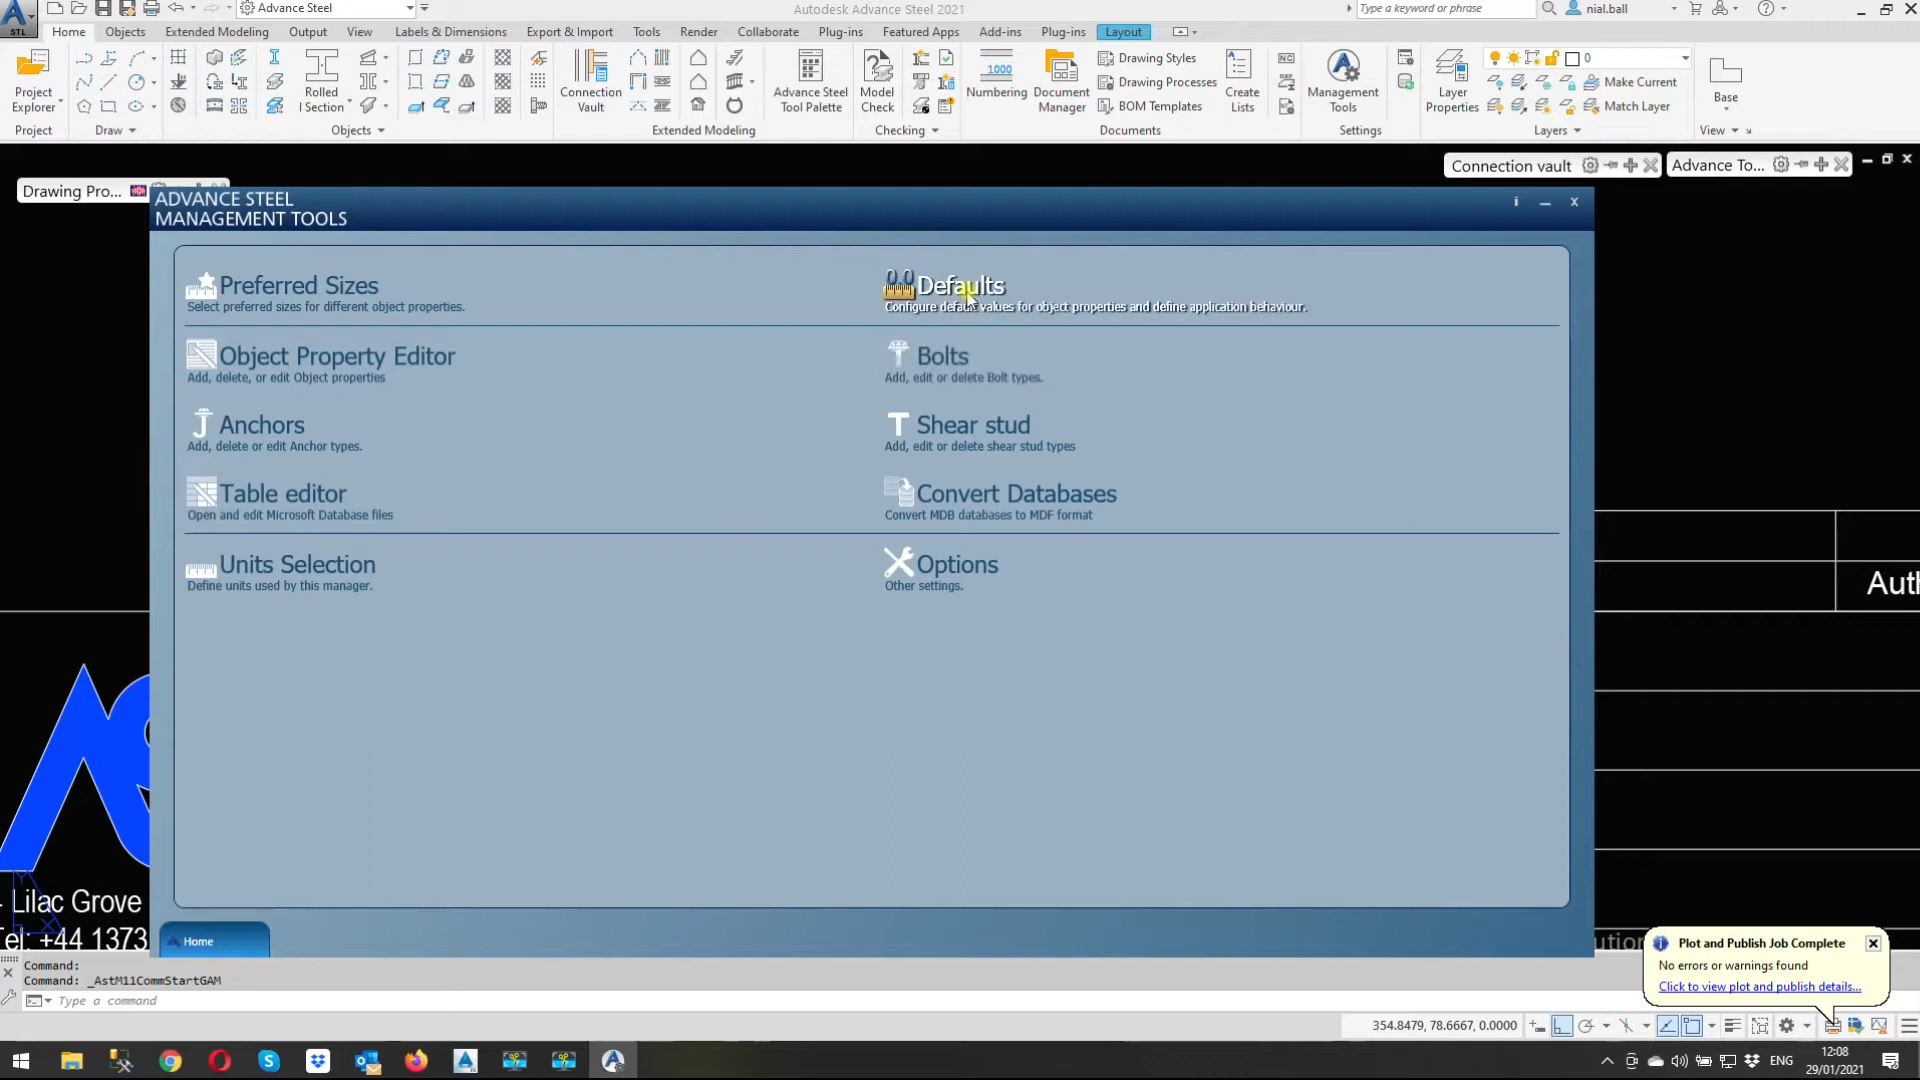 Advance Steel
Autodesk Advance Steel 2021
Type a keyword or phrase
nial.ball
STL
Home
Objects
Extended Modeling
Output
View
Labels & Dimensions
Export & Import
Tools
Render
Collaborate
Plug-ins
Featured Apps
Add-ins
Plug-ins
Layout
Project
Explorer
Rolled
I Section
Connection
Vault
Advance Steel
Tool Palette
Model
Check
1000
Numbering
Document
Manager
Drawing Styles
Drawing Processes
BOM Templates
Create
Lists
NC
Management
Tools
Layer
Properties
0
Make Current
Match Layer
Base
Project
Draw
Objects
Extended Modeling
Checking
Documents
Settings
Layers
View
Connection vault
Advance To...
Drawing Pro...
ADVANCE STEEL
MANAGEMENT TOOLS
Preferred Sizes
Select preferred sizes for different object properties.
Defaults
Configure default values for object properties and define application behaviour.
Object Property Editor
Add, delete, or edit Object properties
Bolts
Add, edit or delete Bolt types.
Anchors
Add, delete or edit Anchor types.
Shear stud
Add, edit or delete shear stud types
Table editor
Open and edit Microsoft Database files
Convert Databases
Convert MDB databases to MDF format
Units Selection
Define units used by this manager.
Options
Other settings.
Home
Auth
Lilac Grove
Tel: +44 1373
Plot and Publish Job Complete
No errors or warnings found
Click to view plot and publish details...
Command:
Command: _AstM11CommStartGAM
Type a command
354.8479, 78.6667, 0.0000
ENG
12:08
29/01/2021